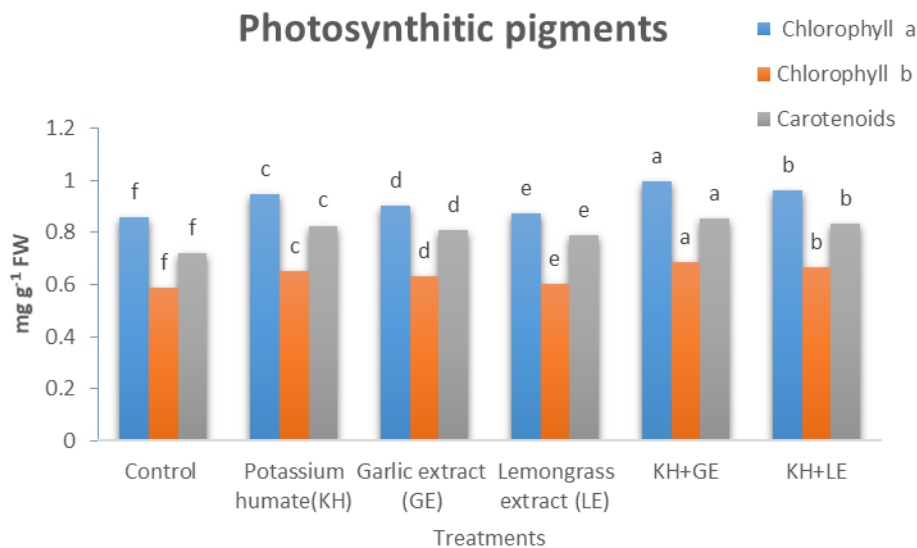 Photosynthitic pigments
Chlorophyll a
Chlorophyll b
Carotenoids
mg g⁻¹ FW
1.2
1
0.8
0.6
0.4
0.2
0
f f f
c c c
d d d
e e e
a a a
b b b
Control
Potassium
humate(KH)
Garlic extract
(GE)
Lemongrass
extract (LE)
KH+GE
KH+LE
Treatments